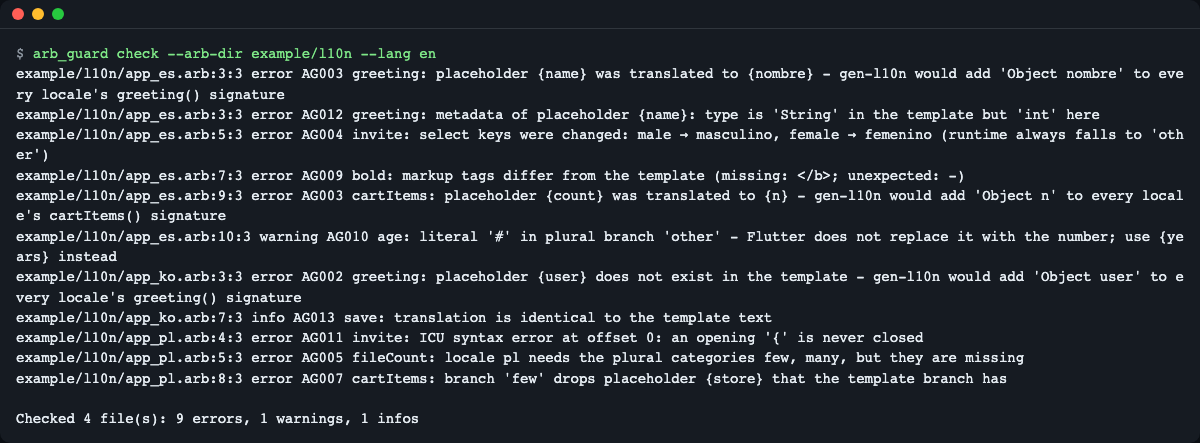 $ arb_guard check --arb-dir example/l10n --lang en
example/l10n/app_es.arb:3:3 error AG003 greeting: placeholder {name} was translated to {nombre} - gen-l10n would add 'Object nombre' to eve
ry locale's greeting() signature
example/l10n/app_es.arb:3:3 error AG012 greeting: metadata of placeholder {name}: type is 'String' in the template but 'int' here
example/l10n/app_es.arb:5:3 error AG004 invite: select keys were changed: male → masculino, female → femenino (runtime always falls to 'oth
er')
example/l10n/app_es.arb:7:3 error AG009 bold: markup tags differ from the template (missing: </b>; unexpected: -)
example/l10n/app_es.arb:9:3 error AG003 cartItems: placeholder {count} was translated to {n} - gen-l10n would add 'Object n' to every local
e's cartItems() signature
example/l10n/app_es.arb:10:3 warning AG010 age: literal '#' in plural branch 'other' - Flutter does not replace it with the number; use {ye
ars} instead
example/l10n/app_ko.arb:3:3 error AG002 greeting: placeholder {user} does not exist in the template - gen-l10n would add 'Object user' to e
very locale's greeting() signature
example/l10n/app_ko.arb:7:3 info AG013 save: translation is identical to the template text
example/l10n/app_pl.arb:4:3 error AG011 invite: ICU syntax error at offset 0: an opening '{' is never closed
example/l10n/app_pl.arb:5:3 error AG005 fileCount: locale pl needs the plural categories few, many, but they are missing
example/l10n/app_pl.arb:8:3 error AG007 cartItems: branch 'few' drops placeholder {store} that the template branch has
Checked 4 file(s): 9 errors, 1 warnings, 1 infos